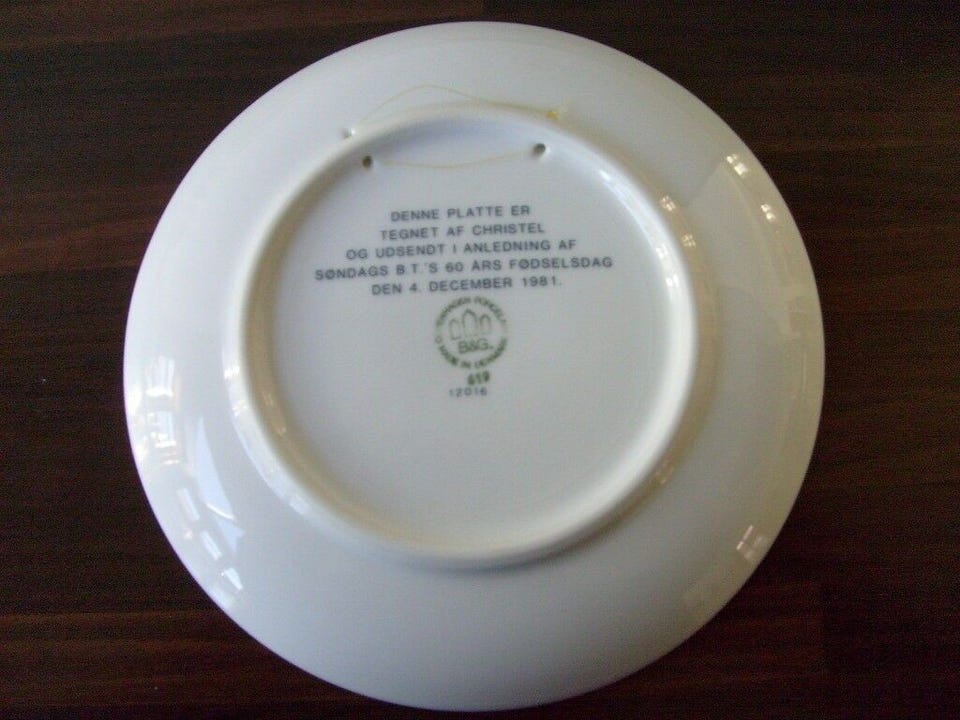 DENNE PLATTE ER
TEGNET AF CHRISTEL
OG UDSENDT I ANLEDNING AF
SØNDAGS B.T.'S 60 ÅRS FØDSELSDAG
DEN 4. DECEMBER 1981.
B&G
MADE IN DENMARK
619
12016